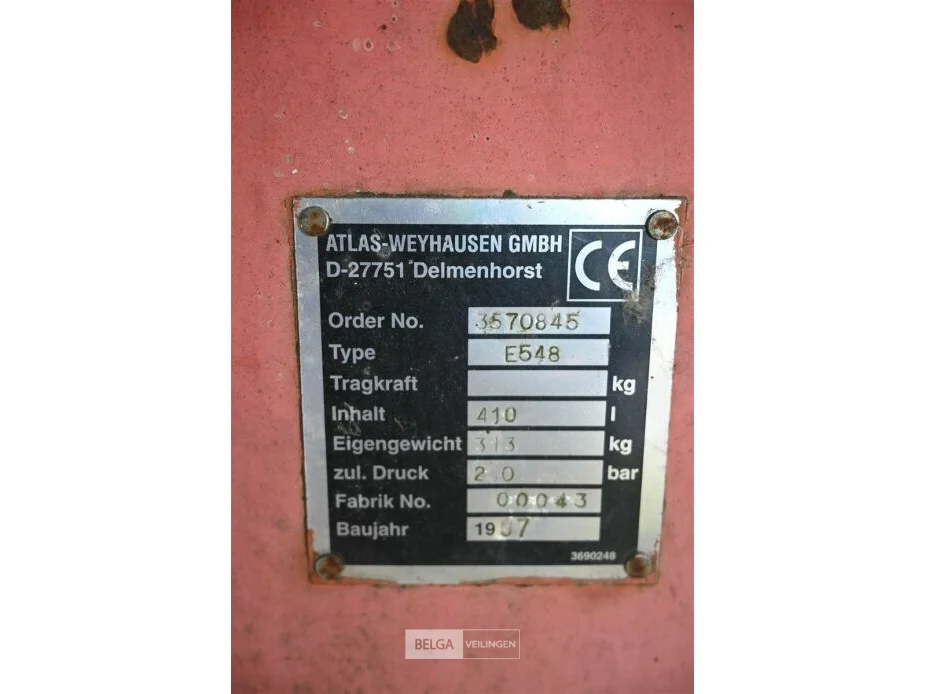 ATLAS-WEYHAUSEN GMBH
D-27751 Delmenhorst
CE
Order No. 3570845
Type E548
Tragkraft kg
Inhalt 410 l
Eigengewicht 313 kg
zul. Druck 2 0 bar
Fabrik No. 00043
Baujahr 1997
3690248
BELGA VEILINGEN